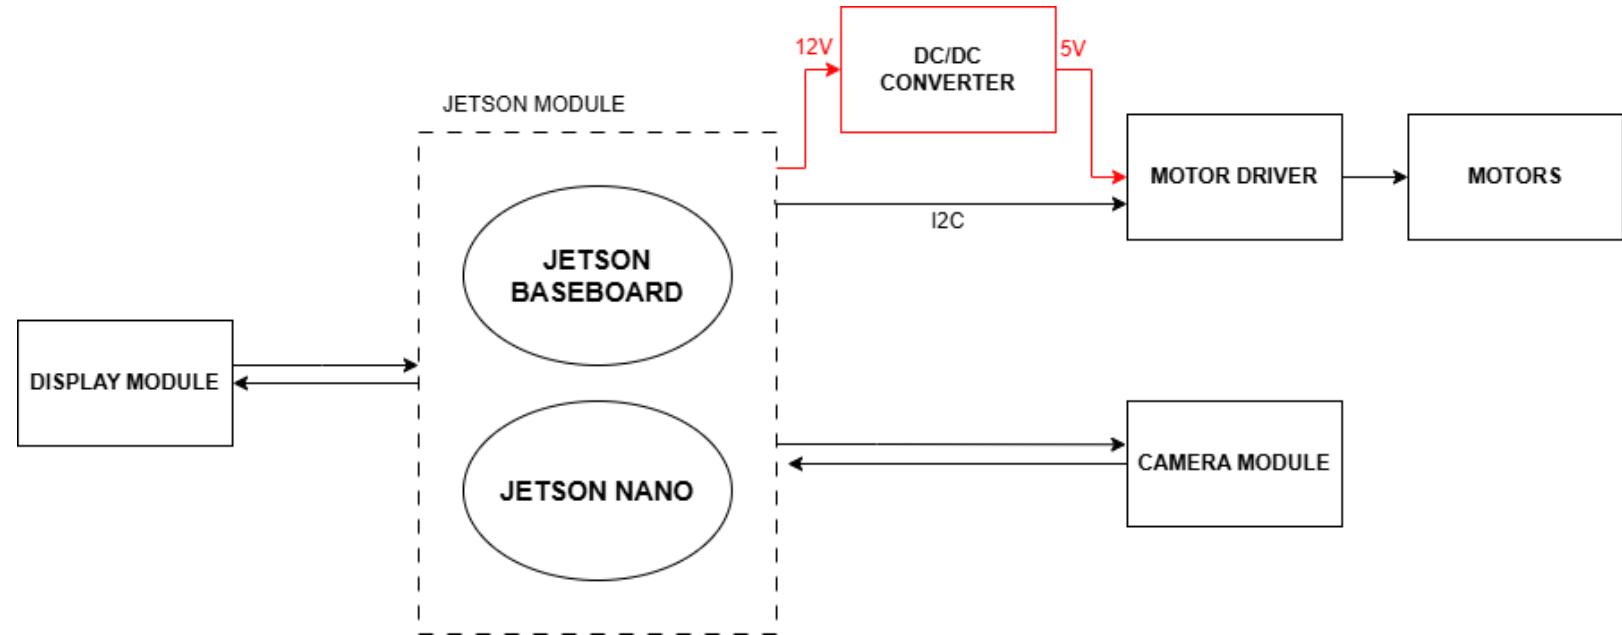 12V
DC/DC
CONVERTER
5V
JETSON MODULE
MOTOR DRIVER
MOTORS
I2C
JETSON
BASEBOARD
DISPLAY MODULE
CAMERA MODULE
JETSON NANO